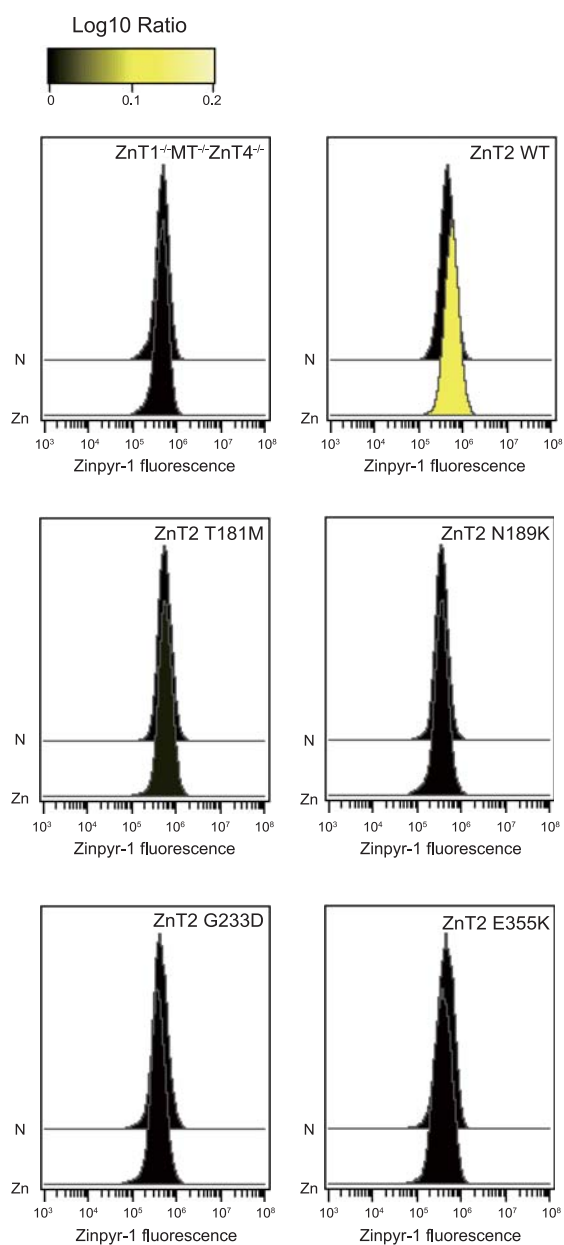 Log10 Ratio
0 0.1 0.2
ZnT1⁻/⁻MT⁻/⁻ZnT4⁻/⁻
N
Zn
10³ 10⁴ 10⁵ 10⁶ 10⁷ 10⁸
Zinpyr-1 fluorescence
ZnT2 WT
N
Zn
10³ 10⁴ 10⁵ 10⁶ 10⁷ 10⁸
Zinpyr-1 fluorescence
ZnT2 T181M
N
Zn
10³ 10⁴ 10⁵ 10⁶ 10⁷ 10⁸
Zinpyr-1 fluorescence
ZnT2 N189K
N
Zn
10³ 10⁴ 10⁵ 10⁶ 10⁷ 10⁸
Zinpyr-1 fluorescence
ZnT2 G233D
N
Zn
10³ 10⁴ 10⁵ 10⁶ 10⁷ 10⁸
Zinpyr-1 fluorescence
ZnT2 E355K
N
Zn
10³ 10⁴ 10⁵ 10⁶ 10⁷ 10⁸
Zinpyr-1 fluorescence